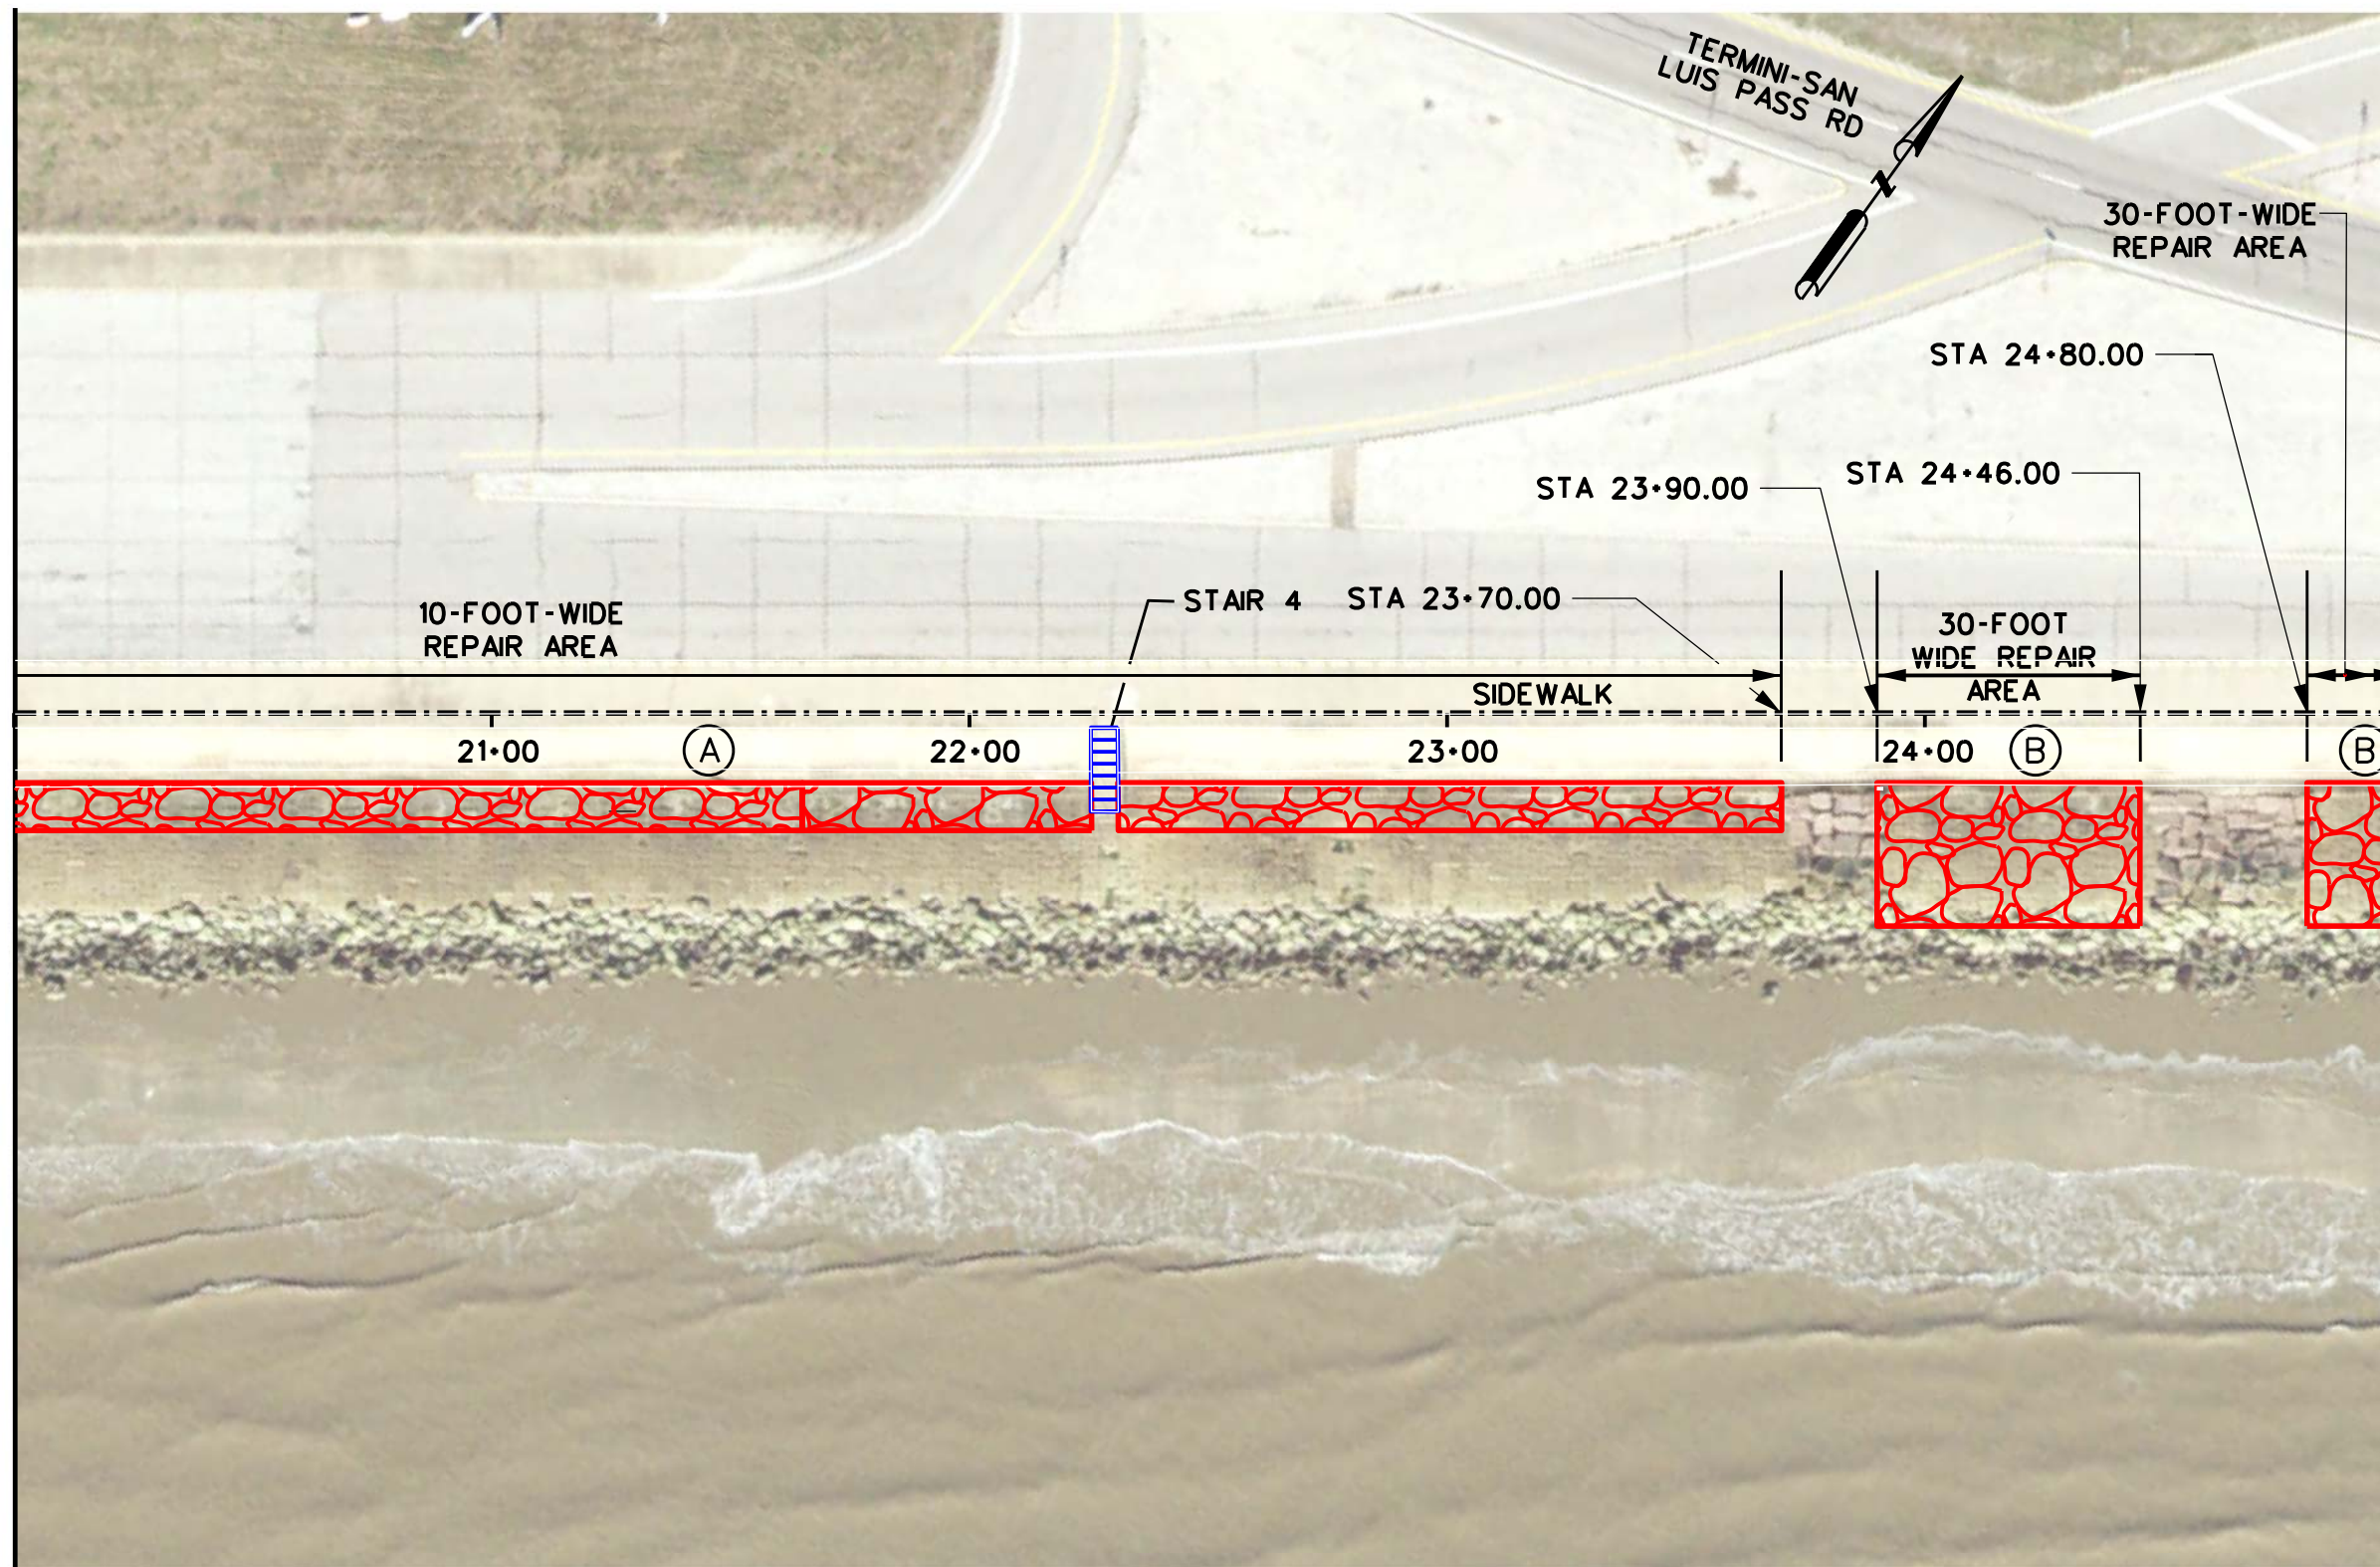 TERMINI-SAN
LUIS PASS RD
N
30-FOOT-WIDE
REPAIR AREA
STA 24+80.00
STA 24+46.00
STA 23+90.00
STAIR 4
STA 23+70.00
10-FOOT-WIDE
REPAIR AREA
30-FOOT
WIDE REPAIR
AREA
SIDEWALK
21+00
A
22+00
23+00
24+00
B
B